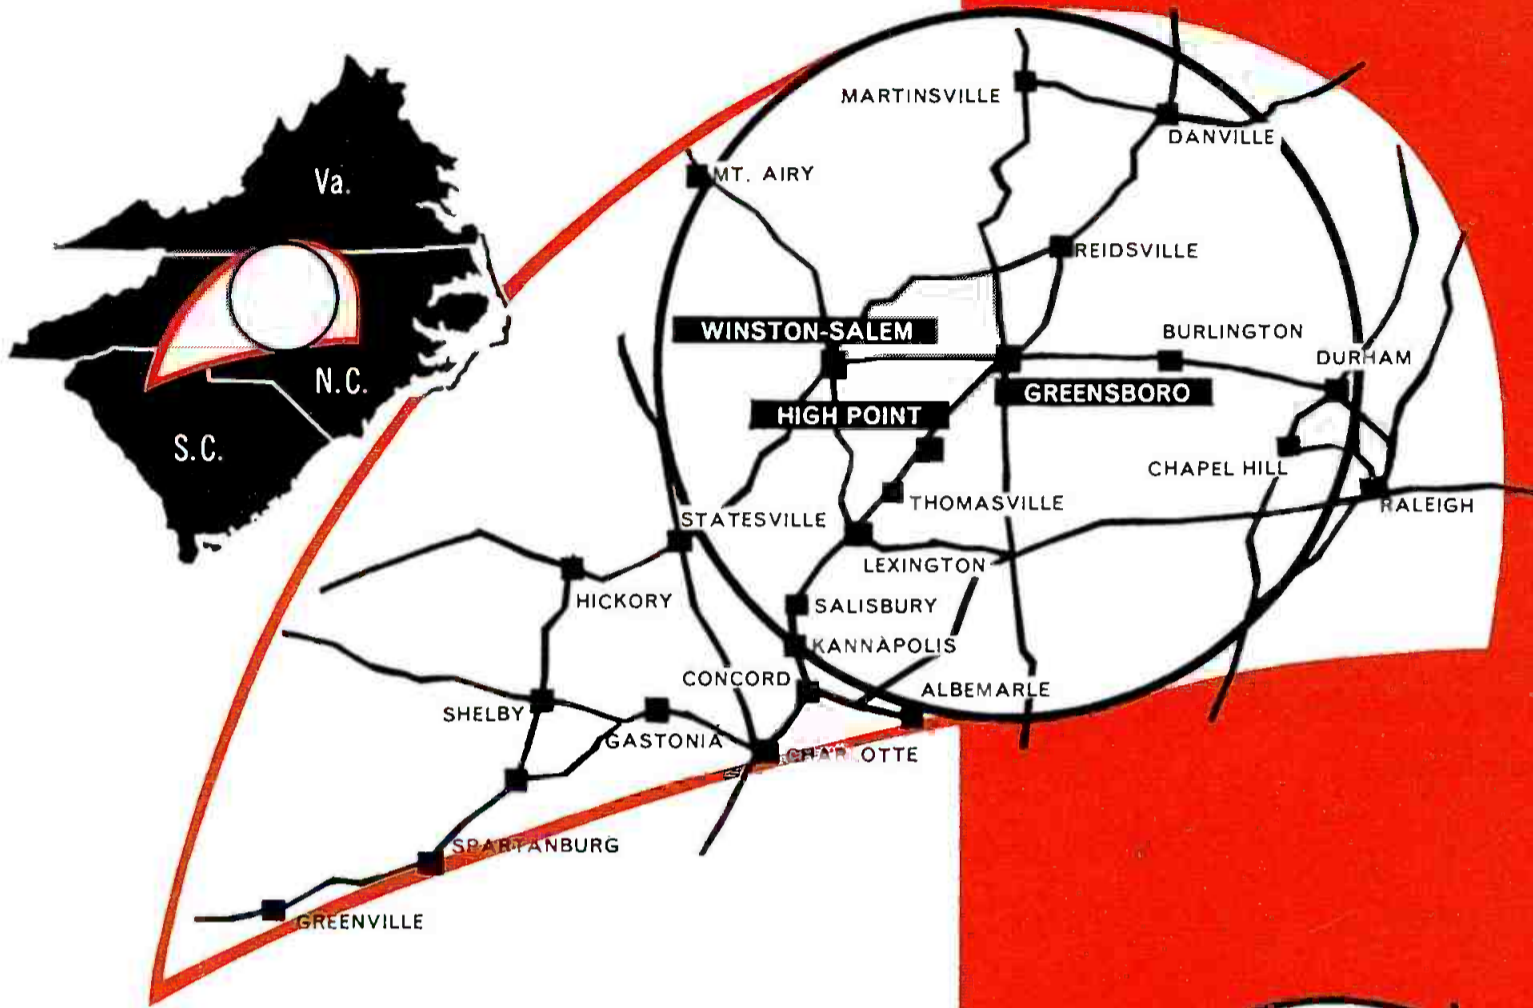 Va.
N.C.
S.C.
MARTINSVILLE
DANVILLE
MT. AIRY
REIDSVILLE
WINSTON-SALEM
BURLINGTON
DURHAM
GREENSBORO
HIGH POINT
CHAPEL HILL
THOMASVILLE
RALEIGH
STATESVILLE
LEXINGTON
HICKORY
SALISBURY
KANNAPOLIS
CONCORD
ALBEMARLE
SHELBY
GASTONIA
CHARLOTTE
SPARTANBURG
GREENVILLE